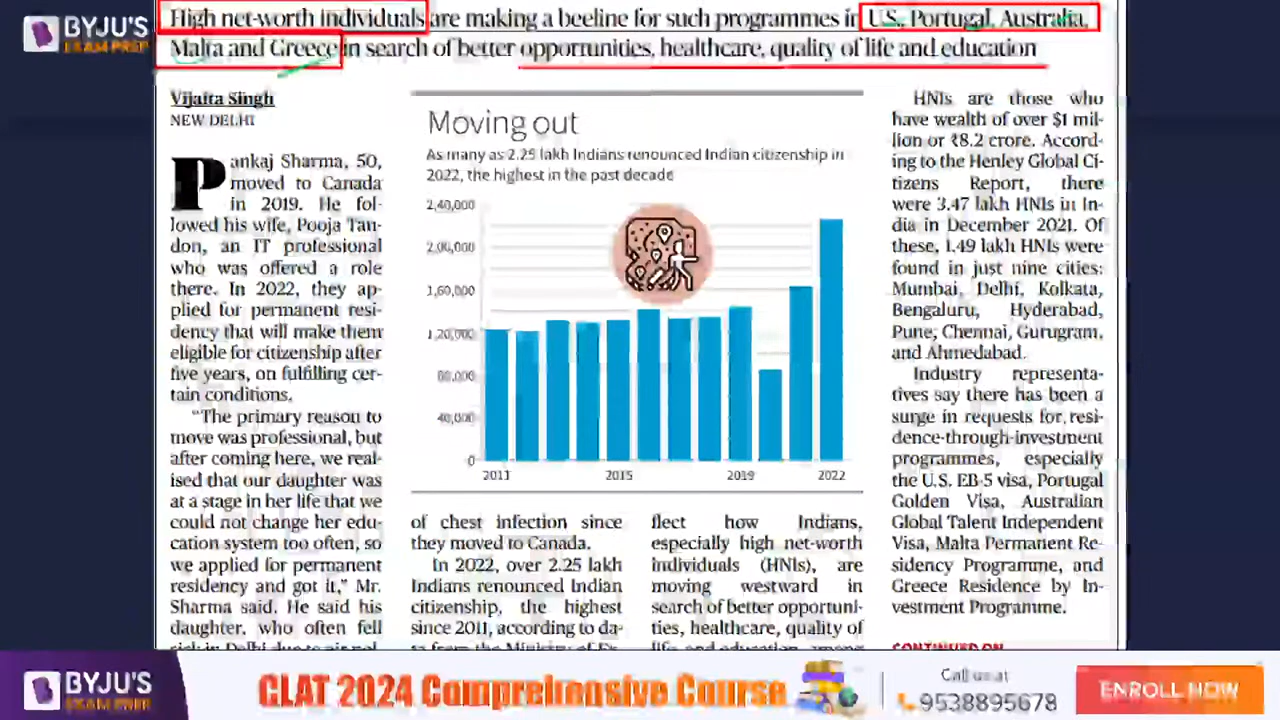 BYJU'S
EXAM PREP
High net-worth individuals are making a beeline for such programmes in U.S., Portugal, Australia,
Malta and Greece in search of better opportunities, healthcare, quality of life and education
Vijaita Singh
NEW DELHI
Pankaj Sharma, 50,
moved to Canada
in 2019. He fol-
lowed his wife, Pooja Tan-
don, an IT professional
who was offered a role
there. In 2022, they ap-
plied for permanent resi-
dency that will make them
eligible for citizenship after
five years, on fulfilling cer-
tain conditions.
"The primary reason to
move was professional, but
after coming here, we real-
ised that our daughter was
at a stage in her life that we
could not change her edu-
cation system too often, so
we applied for permanent
residency and got it," Mr.
Sharma said. He said his
daughter, who often fell
Moving out
As many as 2.25 lakh Indians renounced Indian citizenship in
2022, the highest in the past decade
2,40,000
2,00,000
1,60,000
1,20,000
80,000
40,000
0
2011 2015 2019 2022
of chest infection since
they moved to Canada.
In 2022, over 2.25 lakh
Indians renounced Indian
citizenship, the highest
since 2011, according to da-
ta from the Ministry of Ex-
flect how Indians,
especially high net-worth
individuals (HNIs), are
moving westward in
search of better opportuni-
ties, healthcare, quality of
life and education, among
HNIs are those who
have wealth of over $1 mil-
lion or ₹8.2 crore. Accord-
ing to the Henley Global Ci-
tizens Report, there
were 3.47 lakh HNIs in In-
dia in December 2021. Of
these, 1.49 lakh HNIs were
found in just nine cities:
Mumbai, Delhi, Kolkata,
Bengaluru, Hyderabad,
Pune, Chennai, Gurugram,
and Ahmedabad.
Industry representa-
tives say there has been a
surge in requests for resi-
dence-through-investment
programmes, especially
the U.S. EB-5 visa, Portugal
Golden Visa, Australian
Global Talent Independent
Visa, Malta Permanent Re-
sidency Programme, and
Greece Residence by In-
vestment Programme.
CONTINUED ON
BYJU'S
EXAM PREP
CLAT 2024 Comprehensive Course
Call us at
9538895678
ENROLL NOW